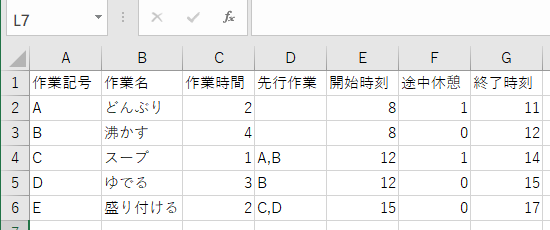 L7 fx
A B C D E F G
1 作業記号 作業名 作業時間 先行作業 開始時刻 途中休憩 終了時刻
2 A どんぶり 2 8 1 11
3 B 沸かす 4 8 0 12
4 C スープ 1 A,B 12 1 14
5 D ゆでる 3 B 12 0 15
6 E 盛り付ける 2 C,D 15 0 17
7